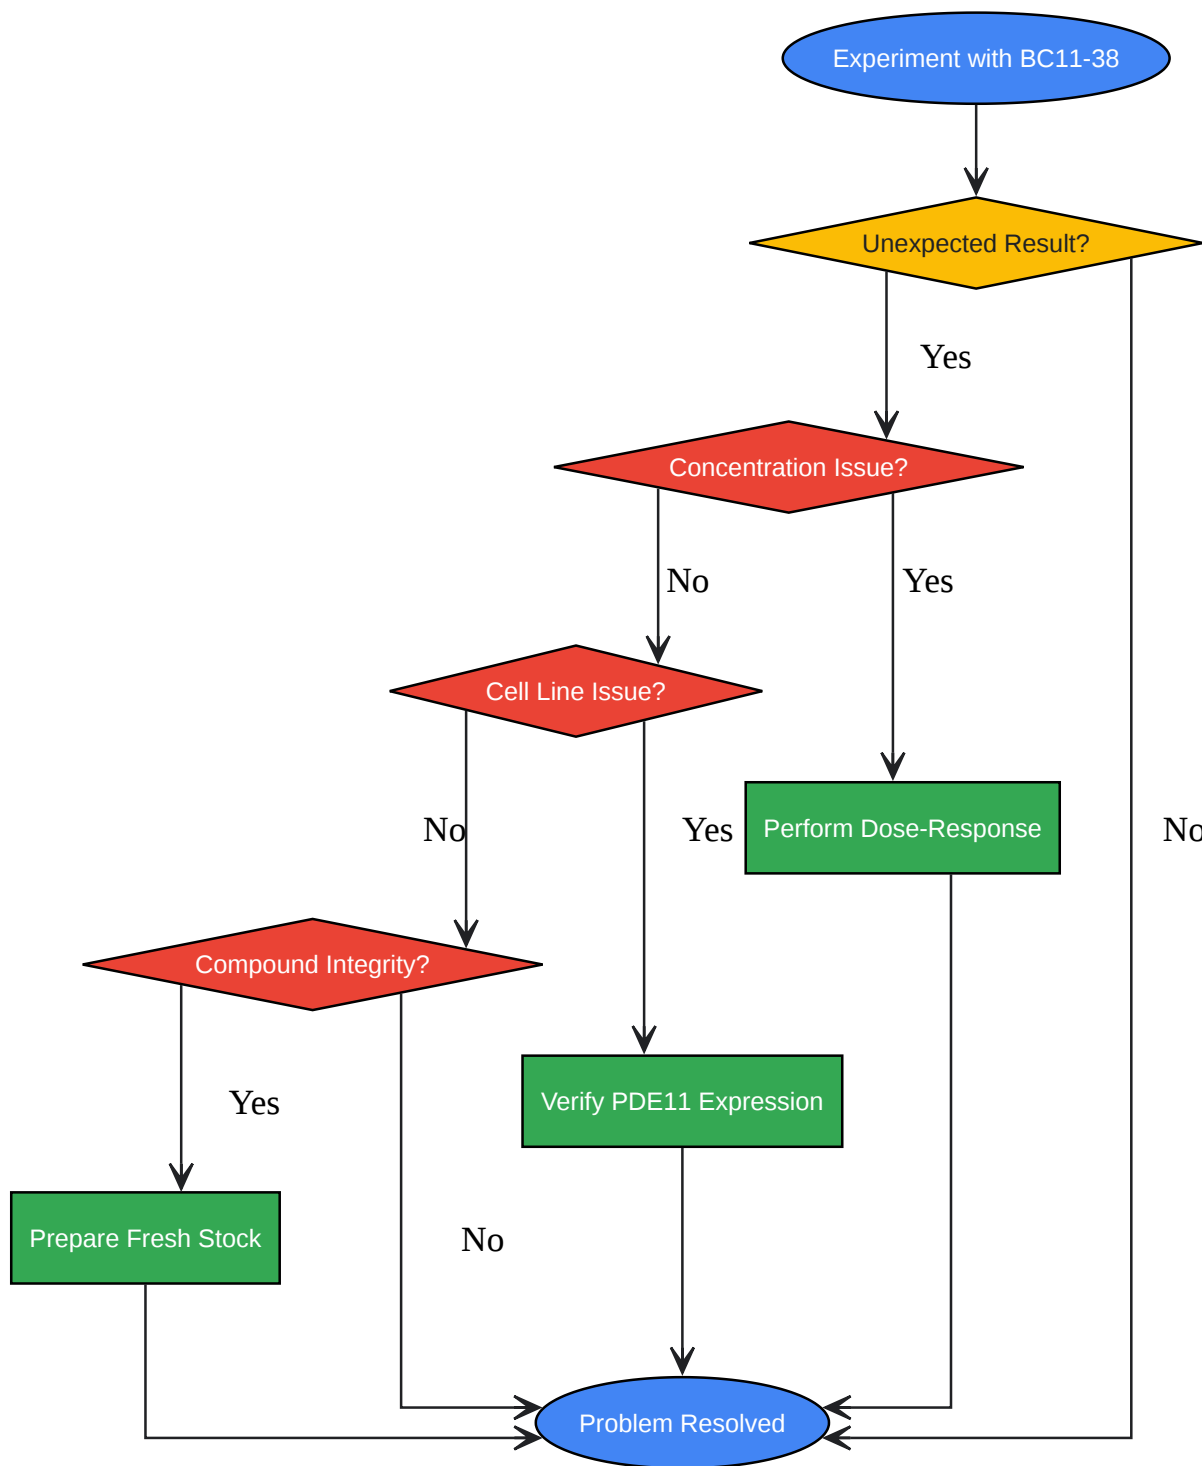 Experiment with BC11-38
Unexpected Result?
Yes
Concentration Issue?
No
Yes
Cell Line Issue?
No
Yes
Perform Dose-Response
No
Compound Integrity?
Yes
Verify PDE11 Expression
Prepare Fresh Stock
No
Problem Resolved